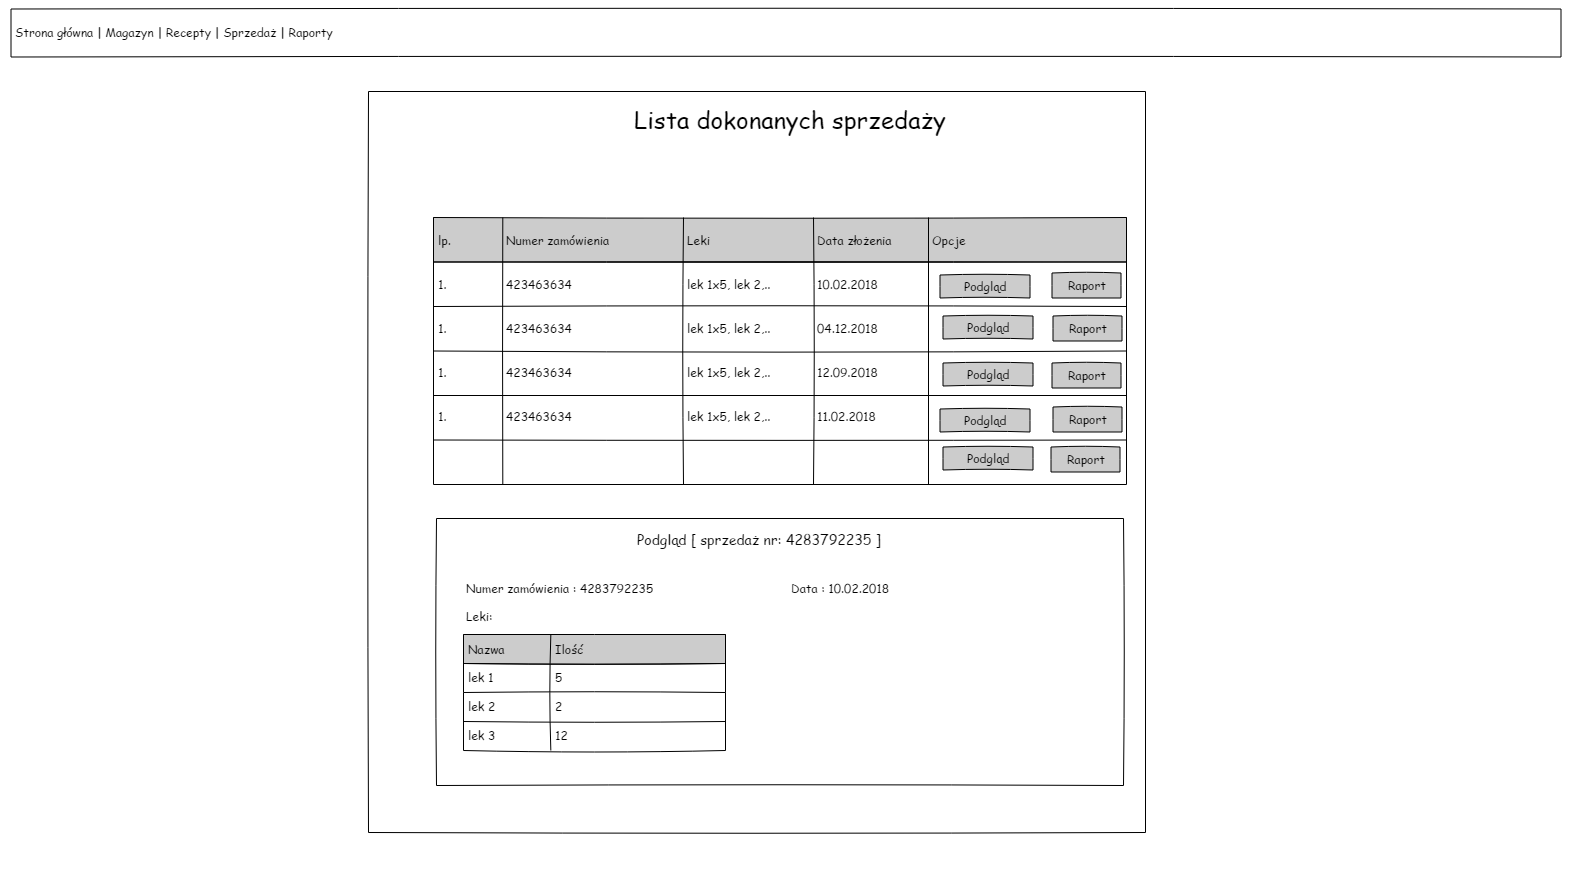 Strona główna | Magazyn | Recepty | Sprzedaż | Raporty
Lista dokonanych sprzedaży
lp. Numer zamówienia Leki Data złożenia Opcje
1. 423463634 lek 1x5, lek 2,.. 10.02.2018 Podgląd Raport
1. 423463634 lek 1x5, lek 2,.. 04.12.2018 Podgląd Raport
1. 423463634 lek 1x5, lek 2,.. 12.09.2018 Podgląd Raport
1. 423463634 lek 1x5, lek 2,.. 11.02.2018 Podgląd Raport
Podgląd Raport
Podgląd [ sprzedaż nr: 4283792235 ]
Numer zamówienia : 4283792235 Data : 10.02.2018
Leki:
Nazwa Ilość
lek 1 5
lek 2 2
lek 3 12